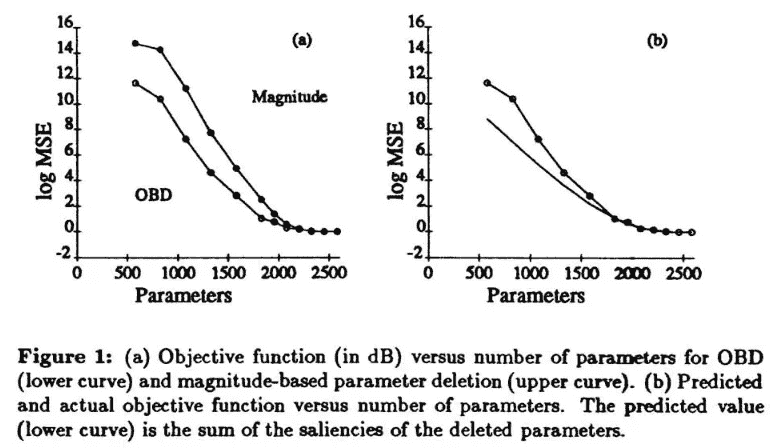 16
14
12
10
8
6
4
2
0
-2
log MSE
(a)
Magnitude
OBD
0 500 1000 1500 2000 2500
Parameters
16
14
12
10
8
6
4
2
0
-2
log MSE
(b)
0 500 1000 1500 2000 2500
Parameters
Figure 1: (a) Objective function (in dB) versus number of parameters for OBD
(lower curve) and magnitude-based parameter deletion (upper curve). (b) Predicted
and actual objective function versus number of parameters. The predicted value
(lower curve) is the sum of the saliencies of the deleted parameters.